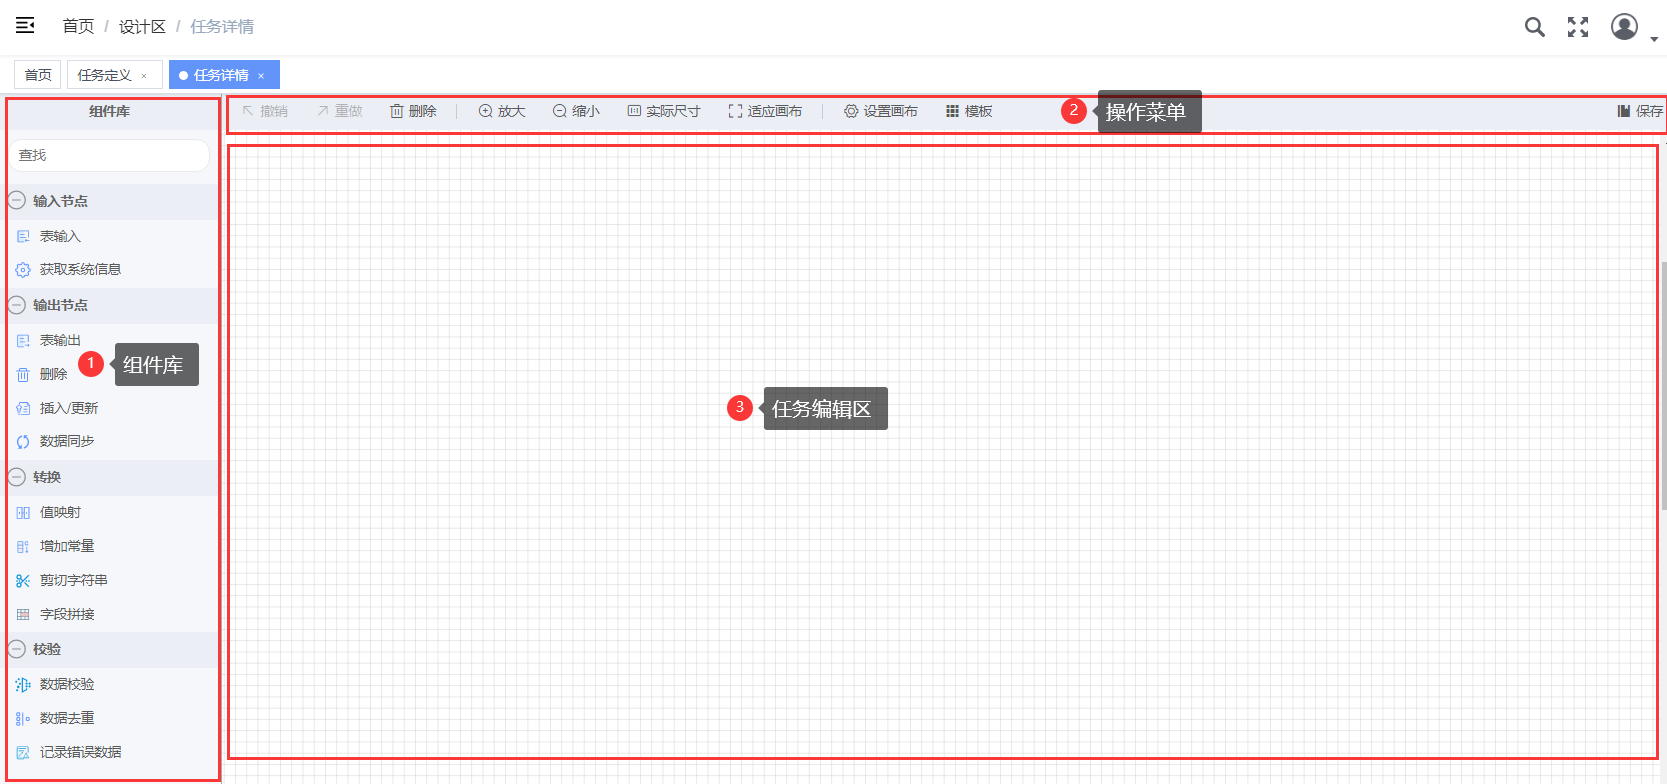 首页 / 设计区 / 任务详情
首页
任务定义 ×
任务详情 ×
组件库
撤销
重做
删除
放大
缩小
实际尺寸
适应画布
设置画布
模板
2 操作菜单
保存
查找
输入节点
表输入
获取系统信息
输出节点
表输出
1 组件库
删除
插入/更新
数据同步
3 任务编辑区
转换
值映射
增加常量
剪切字符串
字段拼接
校验
数据校验
数据去重
记录错误数据